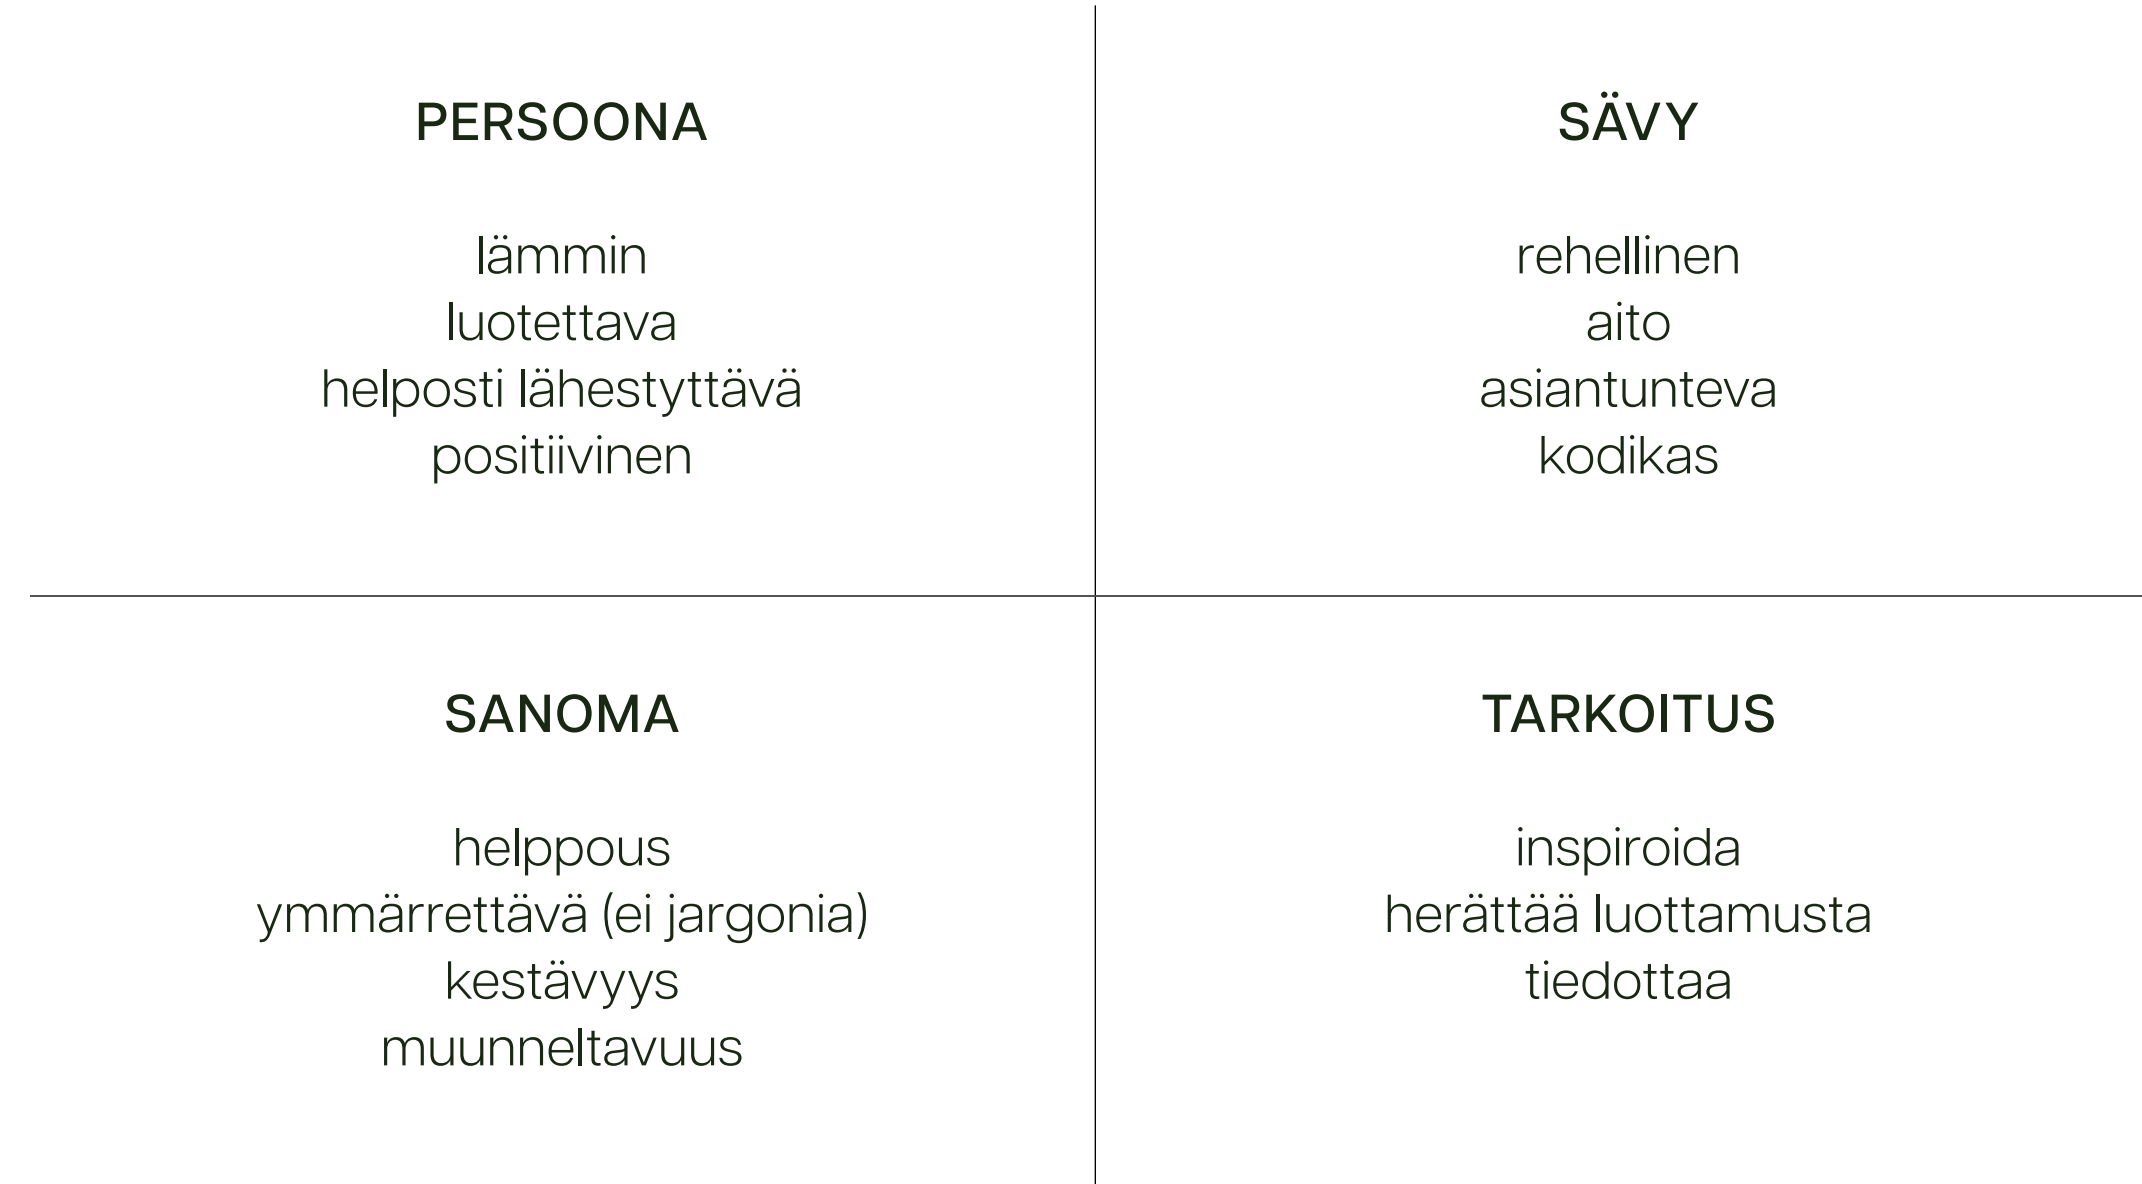 PERSOONA
lämmin
luotettava
helposti lähestyttävä
positiivinen
SÄVY
rehellinen
aito
asiantunteva
kodikas
SANOMA
helppous
ymmärrettävä (ei jargonia)
kestävyys
muunneltavuus
TARKOITUS
inspiroida
herättää luottamusta
tiedottaa